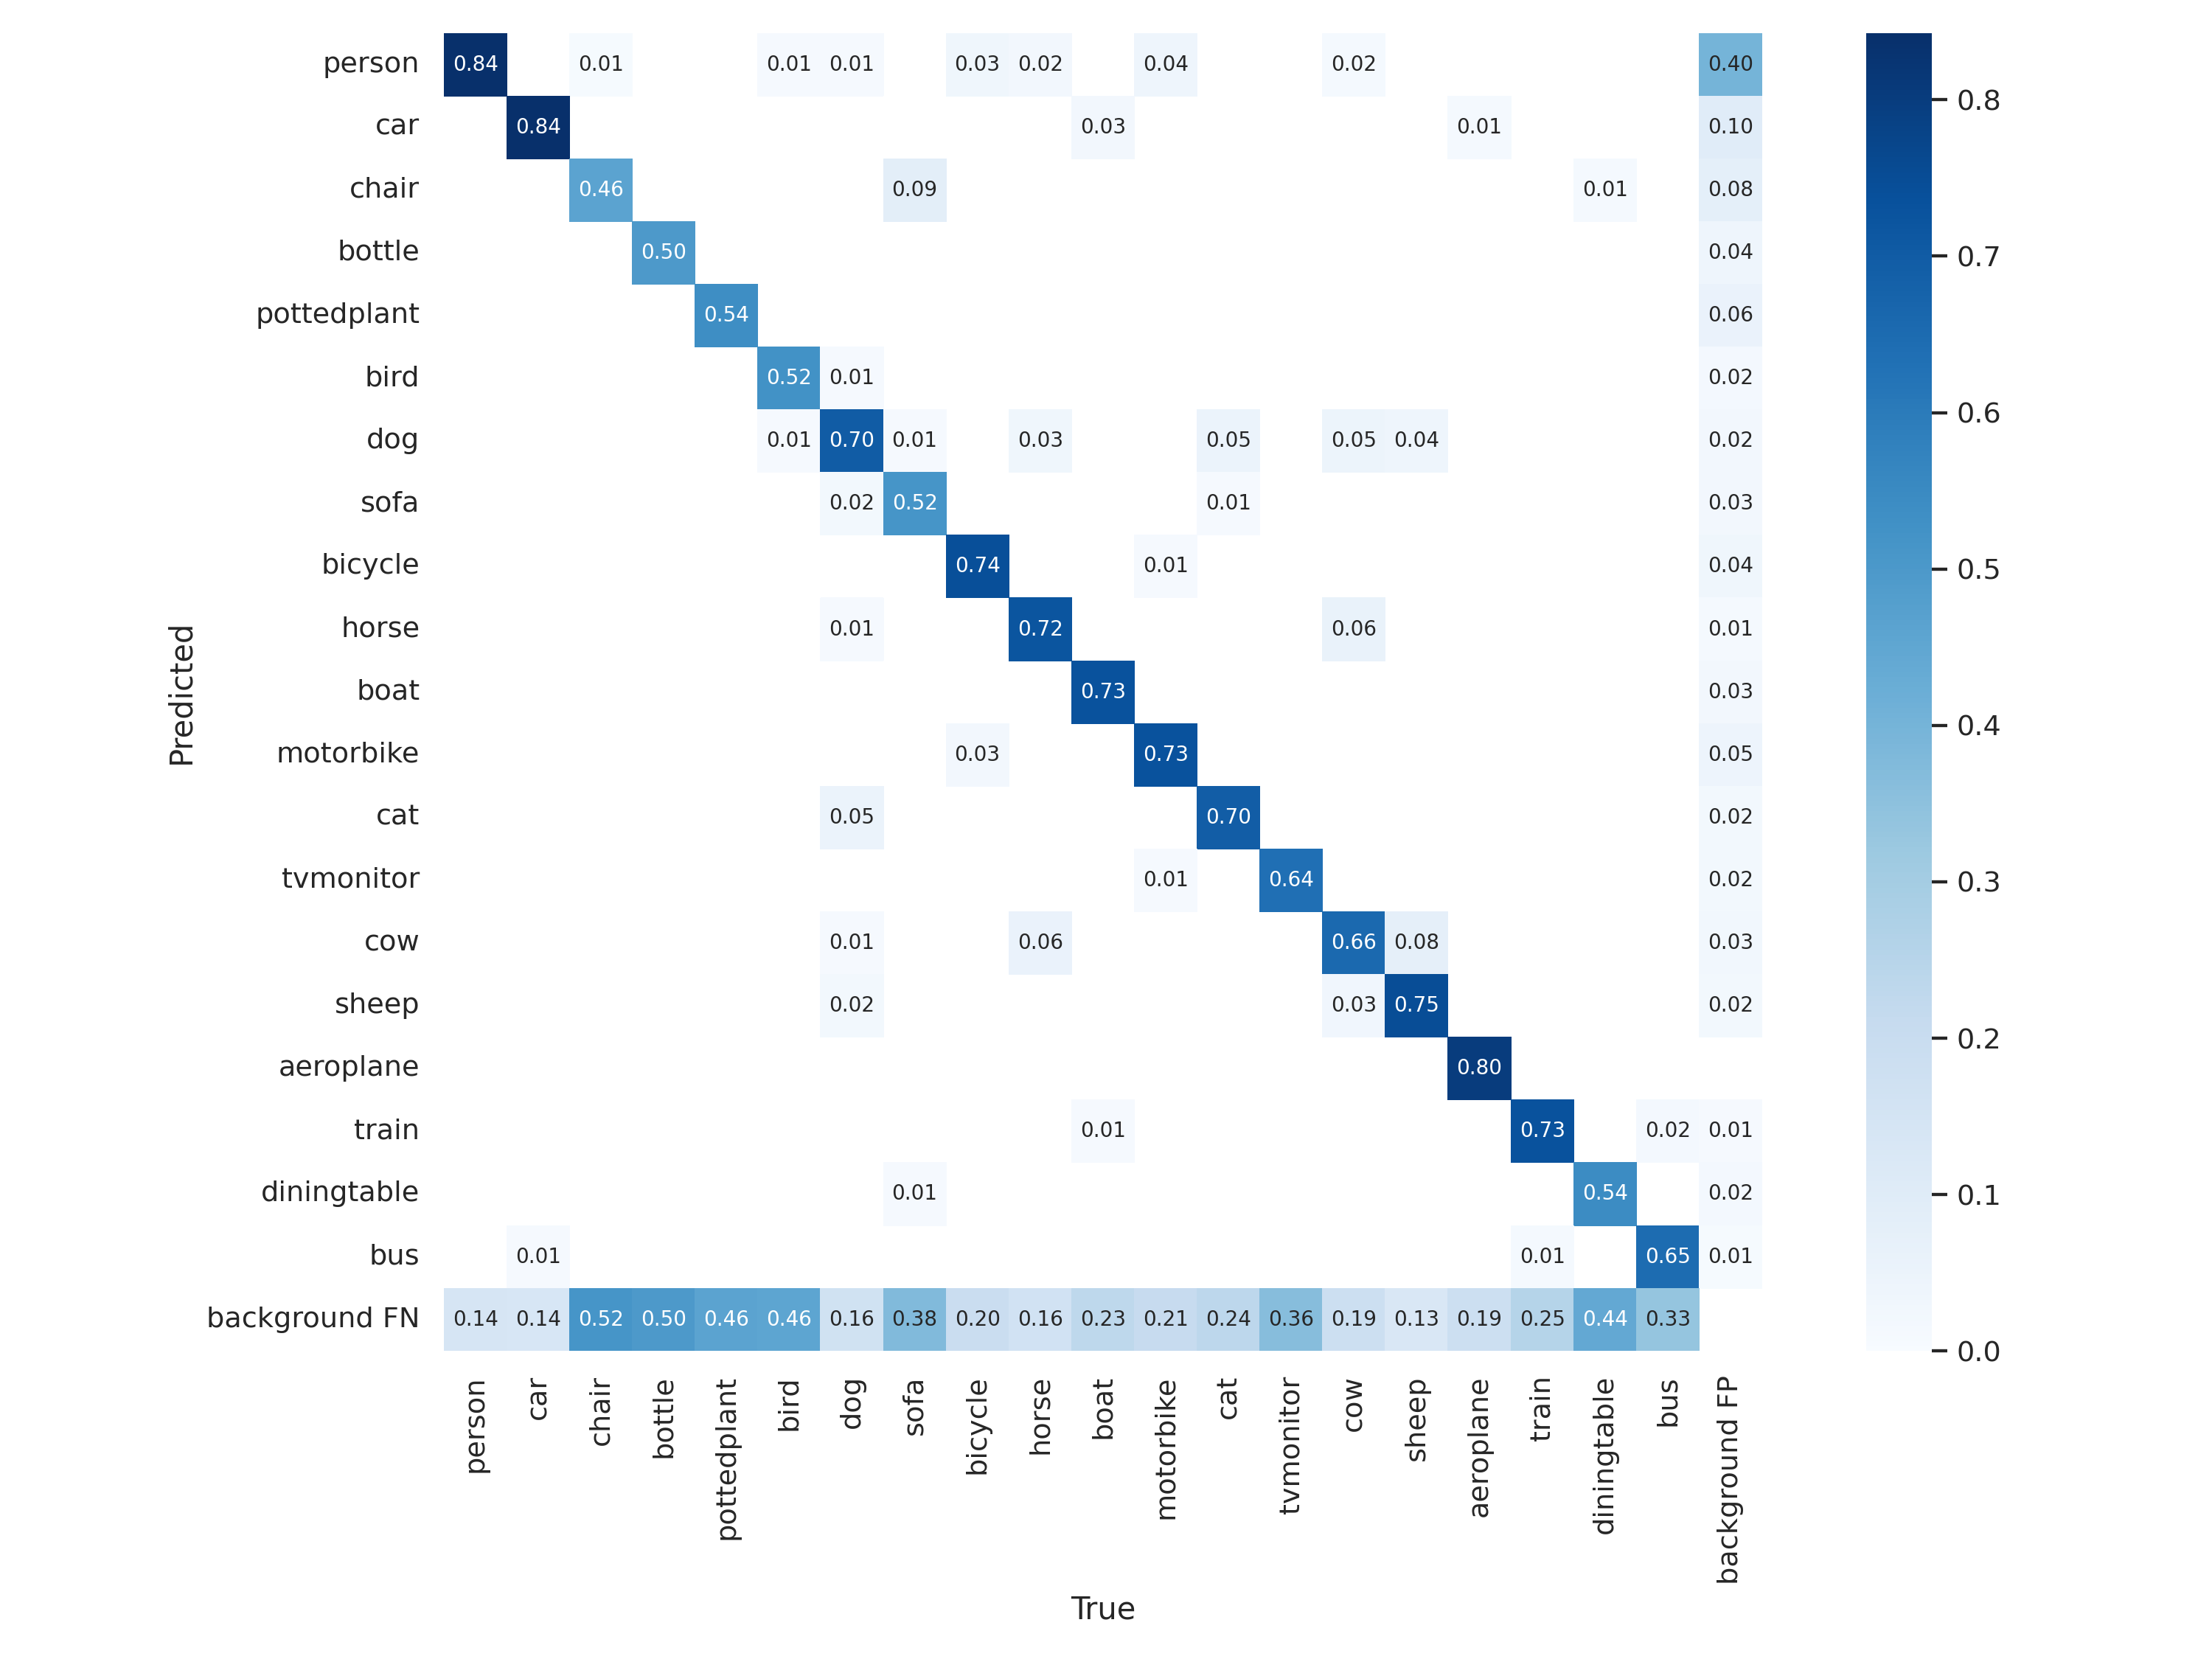 person 0.84 0.01 0.01 0.01 0.03 0.02 0.04 0.02 0.40
car 0.84 0.03 0.01 0.10
chair 0.46 0.09 0.01 0.08
bottle 0.50 0.04
pottedplant 0.54 0.06
bird 0.52 0.01 0.02
dog 0.01 0.70 0.01 0.03 0.05 0.05 0.04 0.02
sofa 0.02 0.52 0.01 0.03
bicycle 0.74 0.01 0.04
horse 0.01 0.72 0.06 0.01
boat 0.73 0.03
motorbike 0.03 0.73 0.05
cat 0.05 0.70 0.02
tvmonitor 0.01 0.64 0.02
cow 0.01 0.06 0.66 0.08 0.03
sheep 0.02 0.03 0.75 0.02
aeroplane 0.80
train 0.01 0.73 0.02 0.01
diningtable 0.01 0.54 0.02
bus 0.01 0.01 0.65 0.01
background FN 0.14 0.14 0.52 0.50 0.46 0.46 0.16 0.38 0.20 0.16 0.23 0.21 0.24 0.36 0.19 0.13 0.19 0.25 0.44 0.33
Predicted
person
car
chair
bottle
pottedplant
bird
dog
sofa
bicycle
horse
boat
motorbike
cat
tvmonitor
cow
sheep
aeroplane
train
diningtable
bus
background FP
True
0.8
0.7
0.6
0.5
0.4
0.3
0.2
0.1
0.0